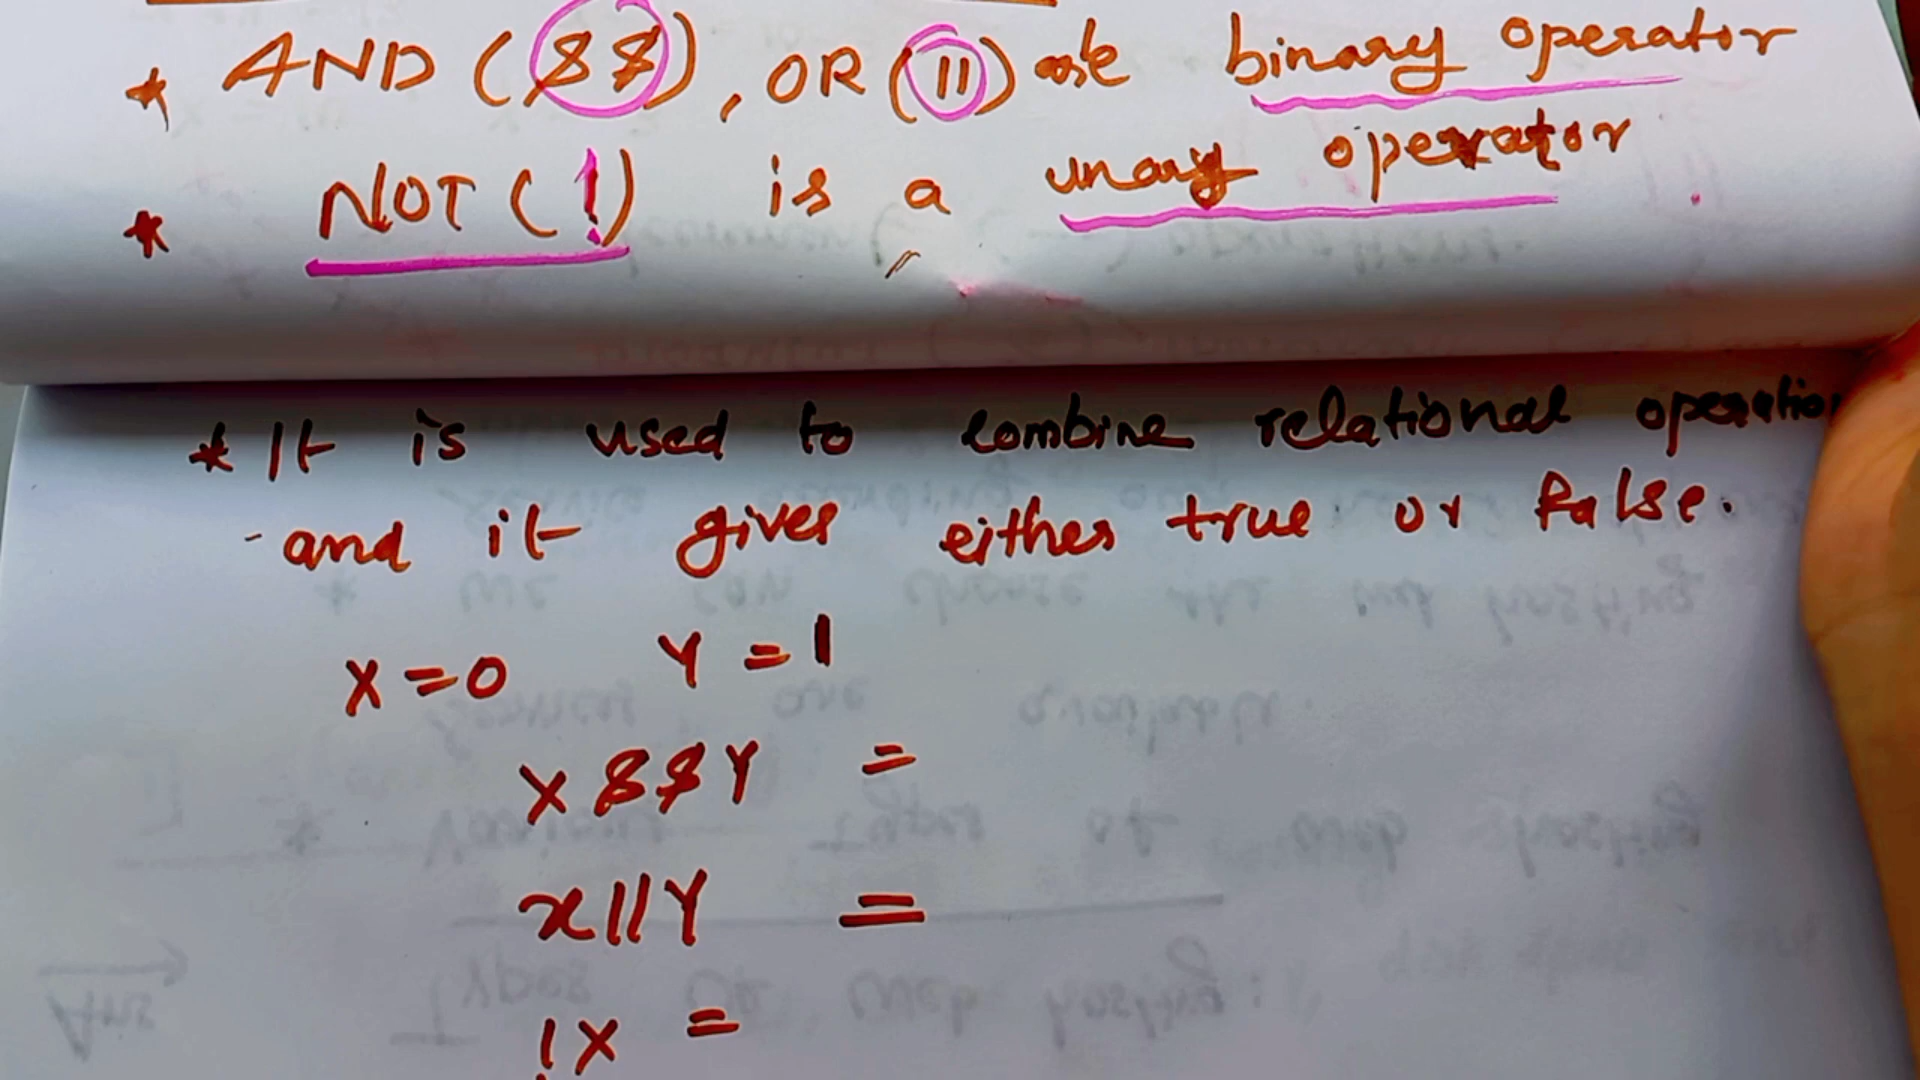 * AND (&&), OR (||) are binary operator
* NOT (!) is a unary operator
* It is used to combine relational operation
- and it gives either true or false.
X = 0 Y = 1
X && Y =
x || Y =
!X =